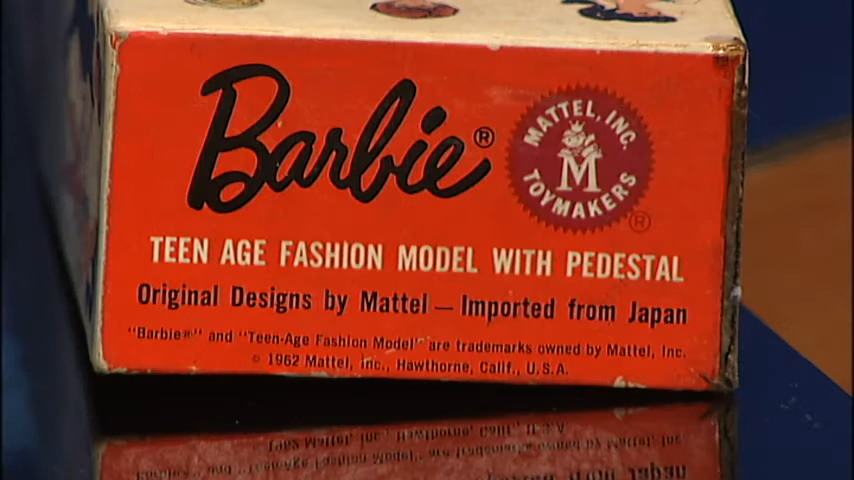 Barbie®
MATTEL, INC.
M
TOYMAKERS
®
TEEN AGE FASHION MODEL WITH PEDESTAL
Original Designs by Mattel — Imported from Japan
"Barbie®" and "Teen-Age Fashion Model" are trademarks owned by Mattel, Inc.
© 1962 Mattel, Inc., Hawthorne, Calif., U.S.A.